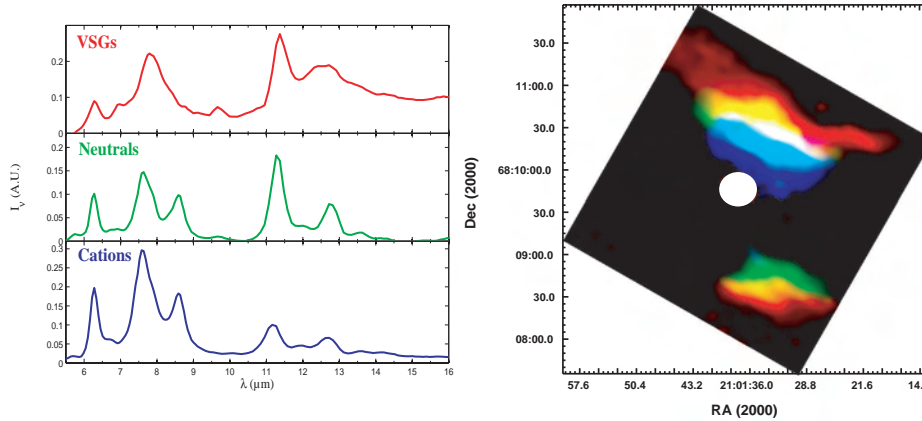 VSGs
0.2
0.1
0
Neutrals
0.2
0.15
0.1
0.05
0
I_ν (A.U.)
Cations
0.3
0.25
0.2
0.15
0.1
0.05
0
6 7 8 9 10 11 12 13 14 15 16
λ (µm)
30.0
11:00.0
30.0
68:10:00.0
30.0
09:00.0
30.0
08:00.0
Dec (2000)
57.6 50.4 43.2 21:01:36.0 28.8 21.6 14.
RA (2000)